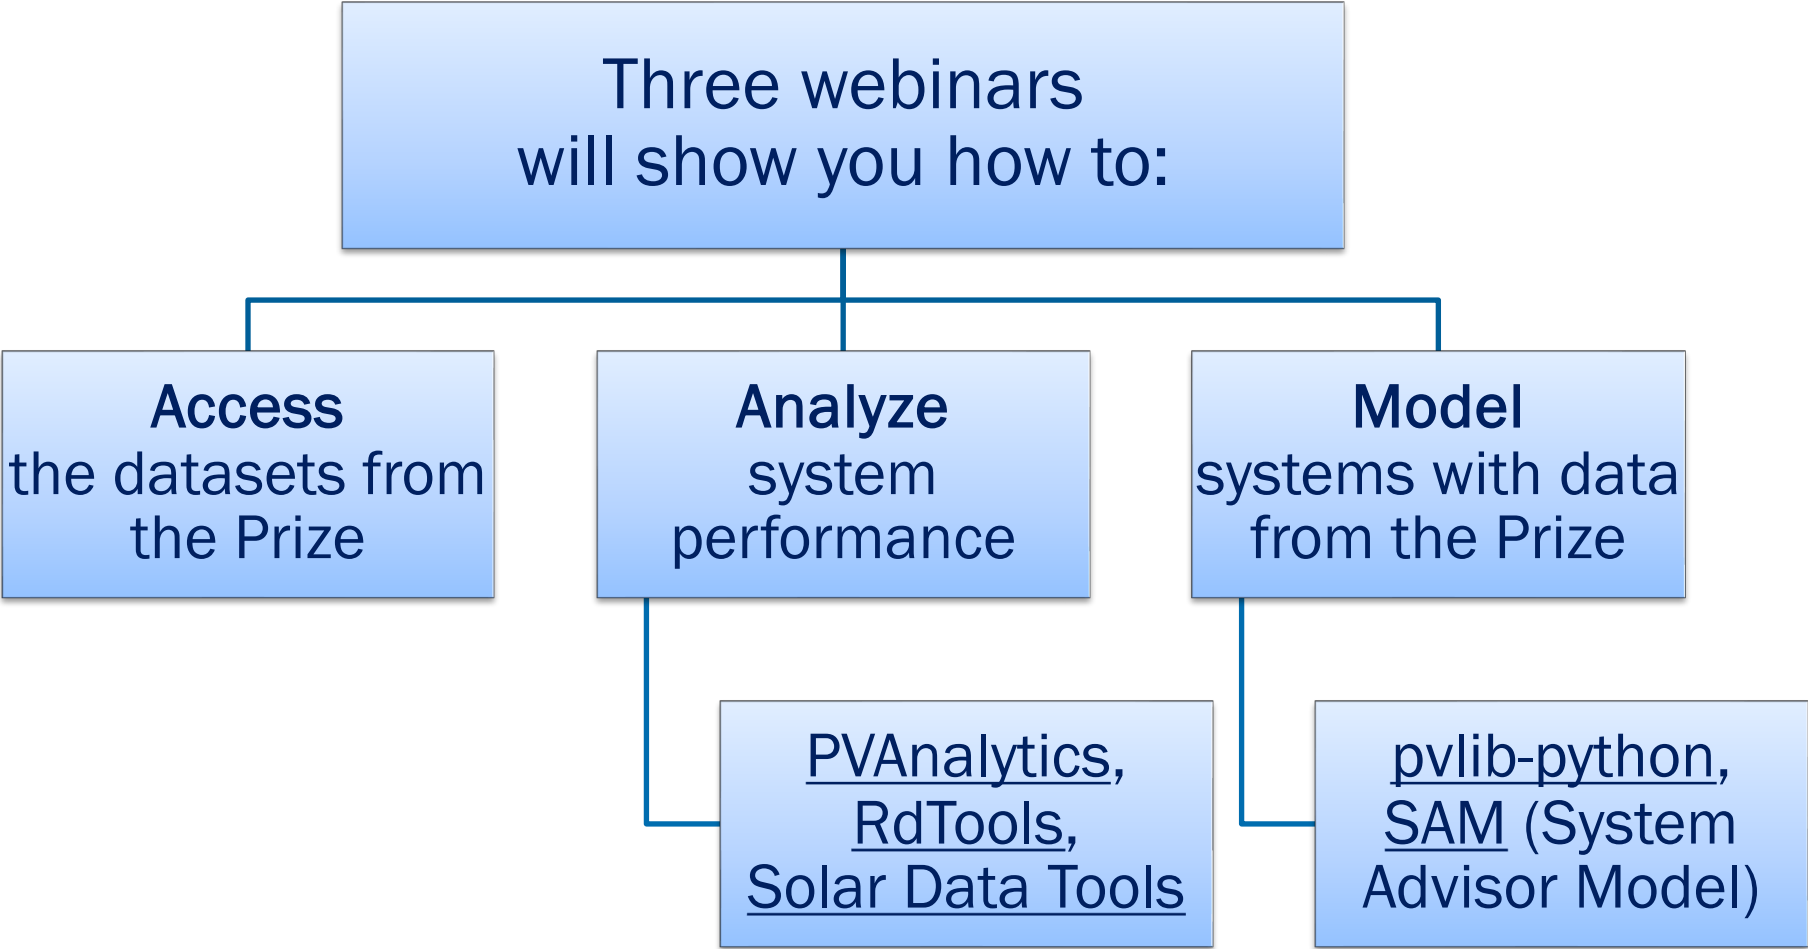 Three webinars
will show you how to:
Access
the datasets from
the Prize
Analyze
system
performance
Model
systems with data
from the Prize
PVAnalytics,
RdTools,
Solar Data Tools
pvlib-python,
SAM (System
Advisor Model)